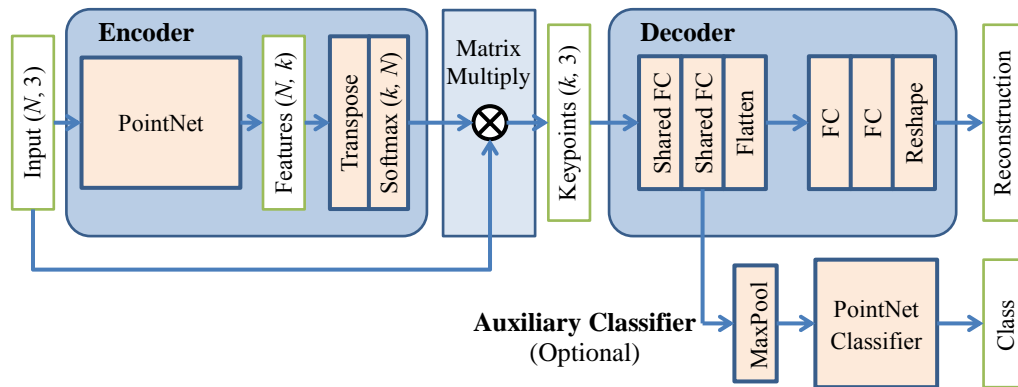 Encoder
Matrix
Multiply
Decoder
Input (N, 3)
PointNet
Features (N, k)
Transpose
Softmax (k, N)
Keypoints (k, 3)
Shared FC
Shared FC
Flatten
FC
FC
Reshape
Reconstruction
Auxiliary Classifier
(Optional)
MaxPool
PointNet
Classifier
Class